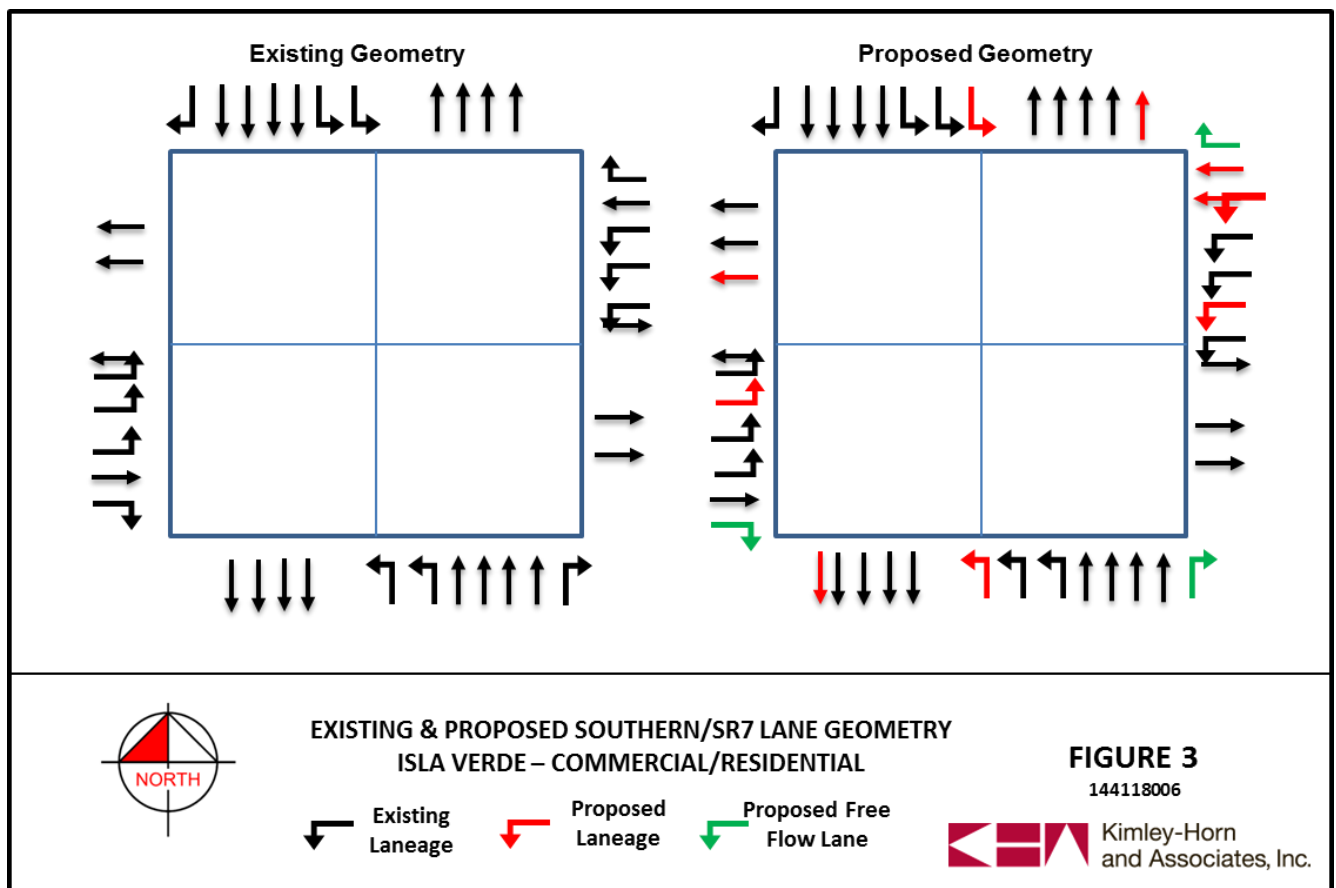 Existing Geometry
Proposed Geometry
NORTH
EXISTING & PROPOSED SOUTHERN/SR7 LANE GEOMETRY
ISLA VERDE – COMMERCIAL/RESIDENTIAL
Existing
Laneage
Proposed
Laneage
Proposed Free
Flow Lane
FIGURE 3
144118006
Kimley-Horn
and Associates, Inc.